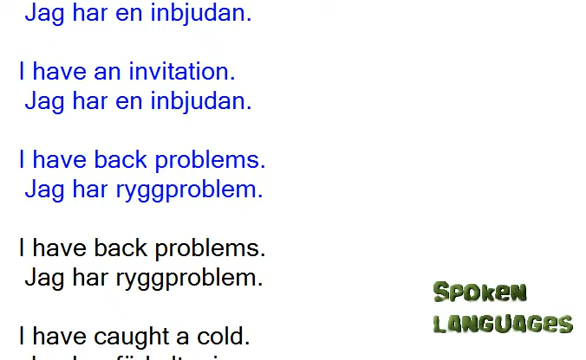 Jag har en inbjudan.
I have an invitation.
Jag har en inbjudan.
I have back problems.
Jag har ryggproblem.
I have back problems.
Jag har ryggproblem.
I have caught a cold.
Spoken
Languages